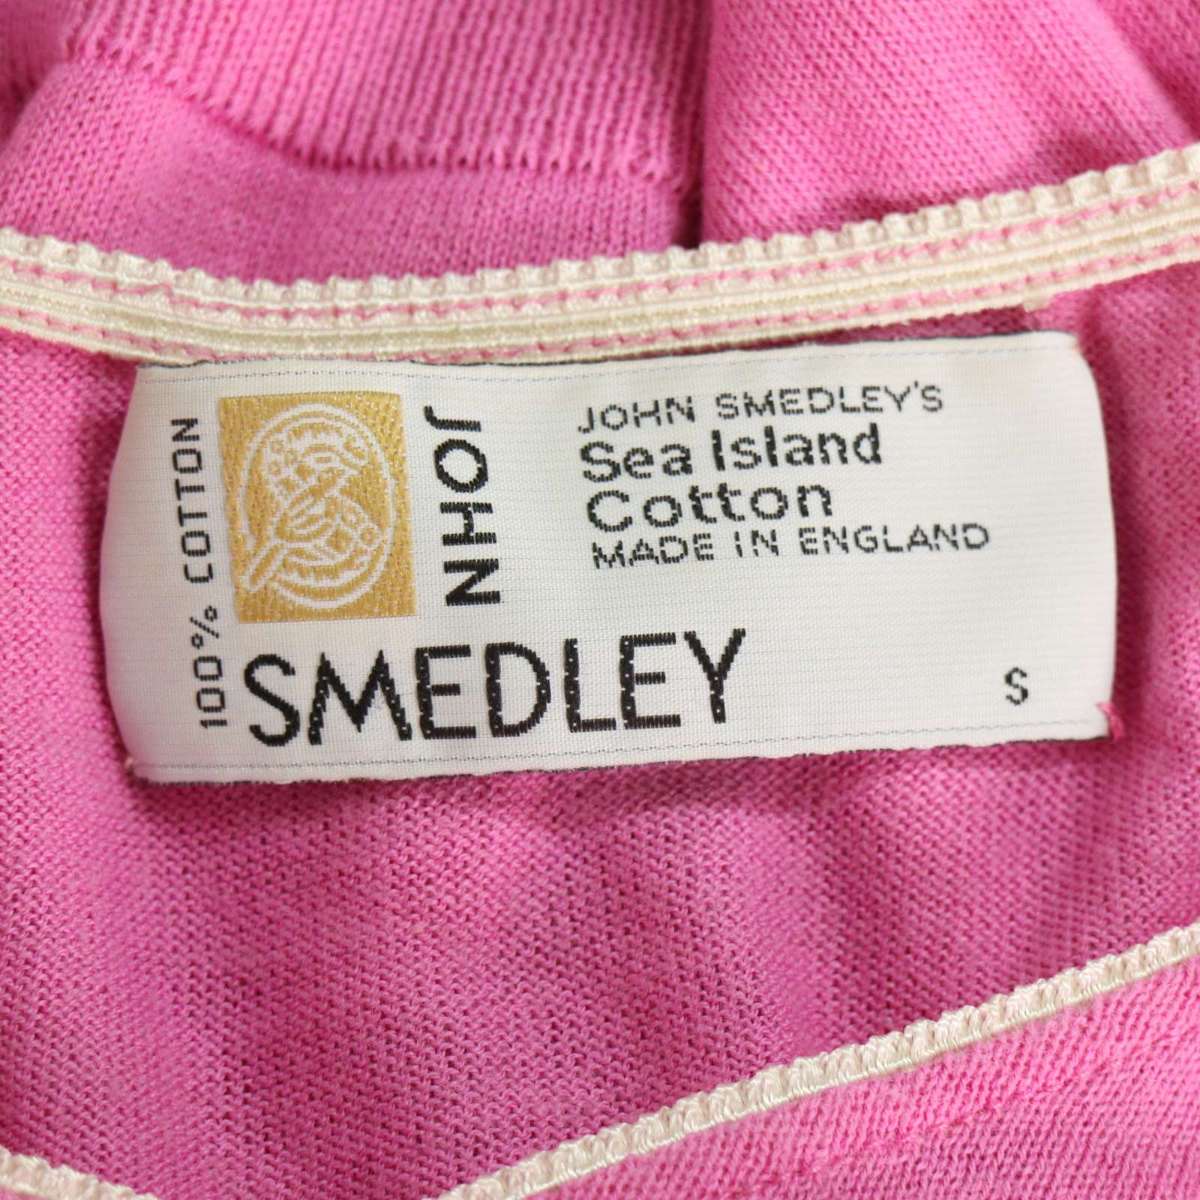 100% COTTON
JOHN
SMEDLEY
JOHN SMEDLEY'S
Sea Island
Cotton
MADE IN ENGLAND
S